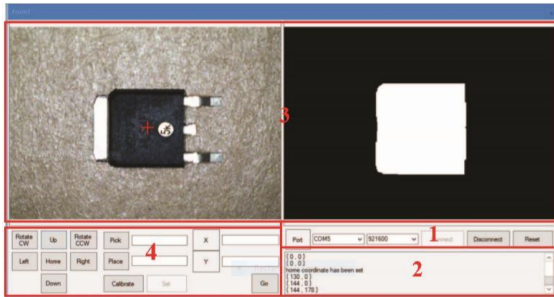 3
Rotate CW
Up
Rotate CCW
Pick
X
Left
Home
Right
Place
4
Y
Down
Calibrate
Set
Go
Port
COM5
921600
1
Disconnect
Reset
2
( 0 , 0 )
( 0 , 0 )
home coordinate has been set
( 130 , 0 )
( 144 , 0 )
( 144 , 178 )